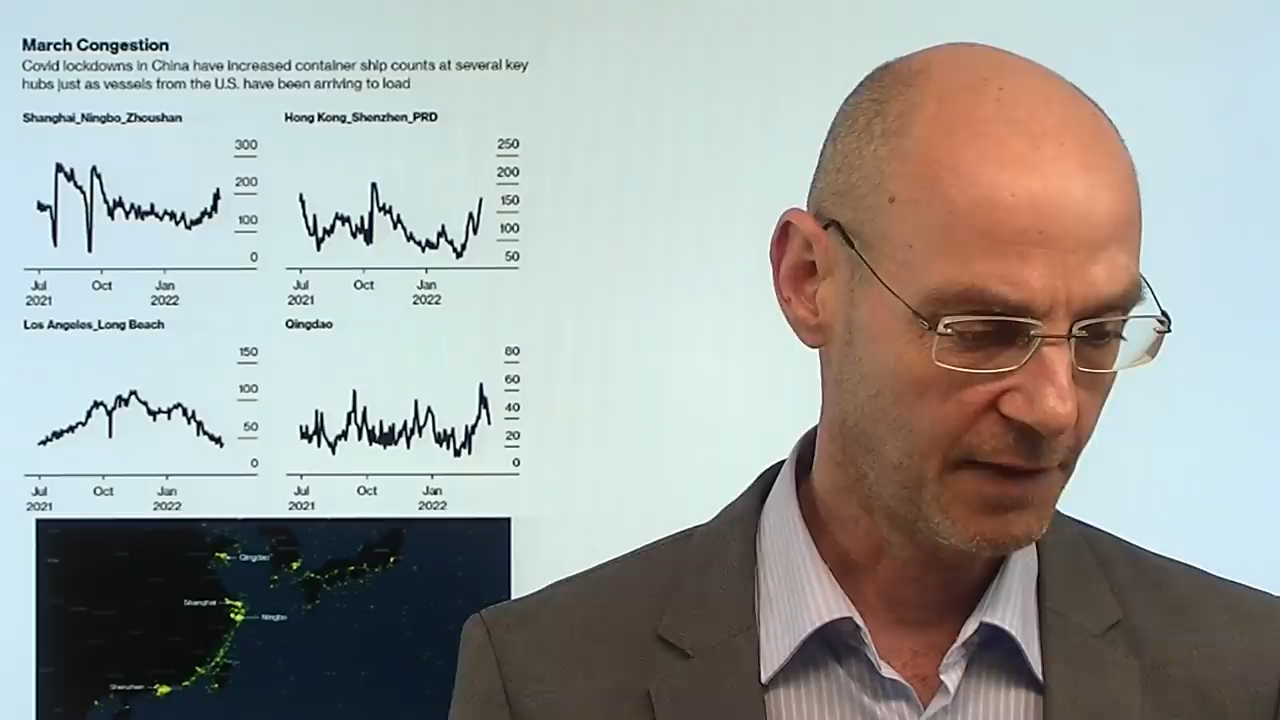 March Congestion
Covid lockdowns in China have increased container ship counts at several key
hubs just as vessels from the U.S. have been arriving to load
Shanghai_Ningbo_Zhoushan
300
200
100
0
Jul Oct Jan
2021 2022
Hong Kong_Shenzhen_PRD
250
200
150
100
50
Jul Oct Jan
2021 2022
Los Angeles_Long Beach
150
100
50
0
Jul Oct Jan
2021 2022
Qingdao
80
60
40
20
0
Jul Oct Jan
2021 2022
Qingdao
Shanghai
Ningbo
Shenzhen